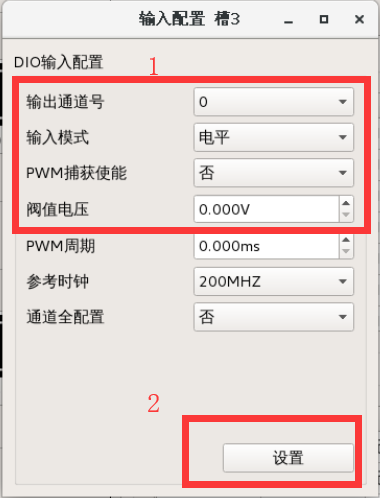 输入配置 槽3
DIO输入配置
1
输出通道号 0
输入模式 电平
PWM捕获使能 否
阀值电压 0.000V
PWM周期 0.000ms
参考时钟 200MHZ
通道全配置 否
2
设置